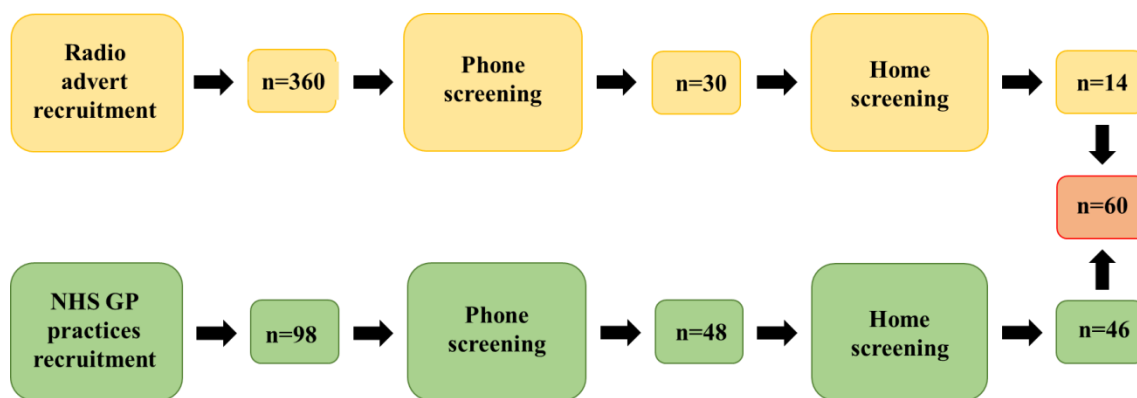 Radio
advert
recruitment
n=360
Phone
screening
n=30
Home
screening
n=14
n=60
NHS GP
practices
recruitment
n=98
Phone
screening
n=48
Home
screening
n=46